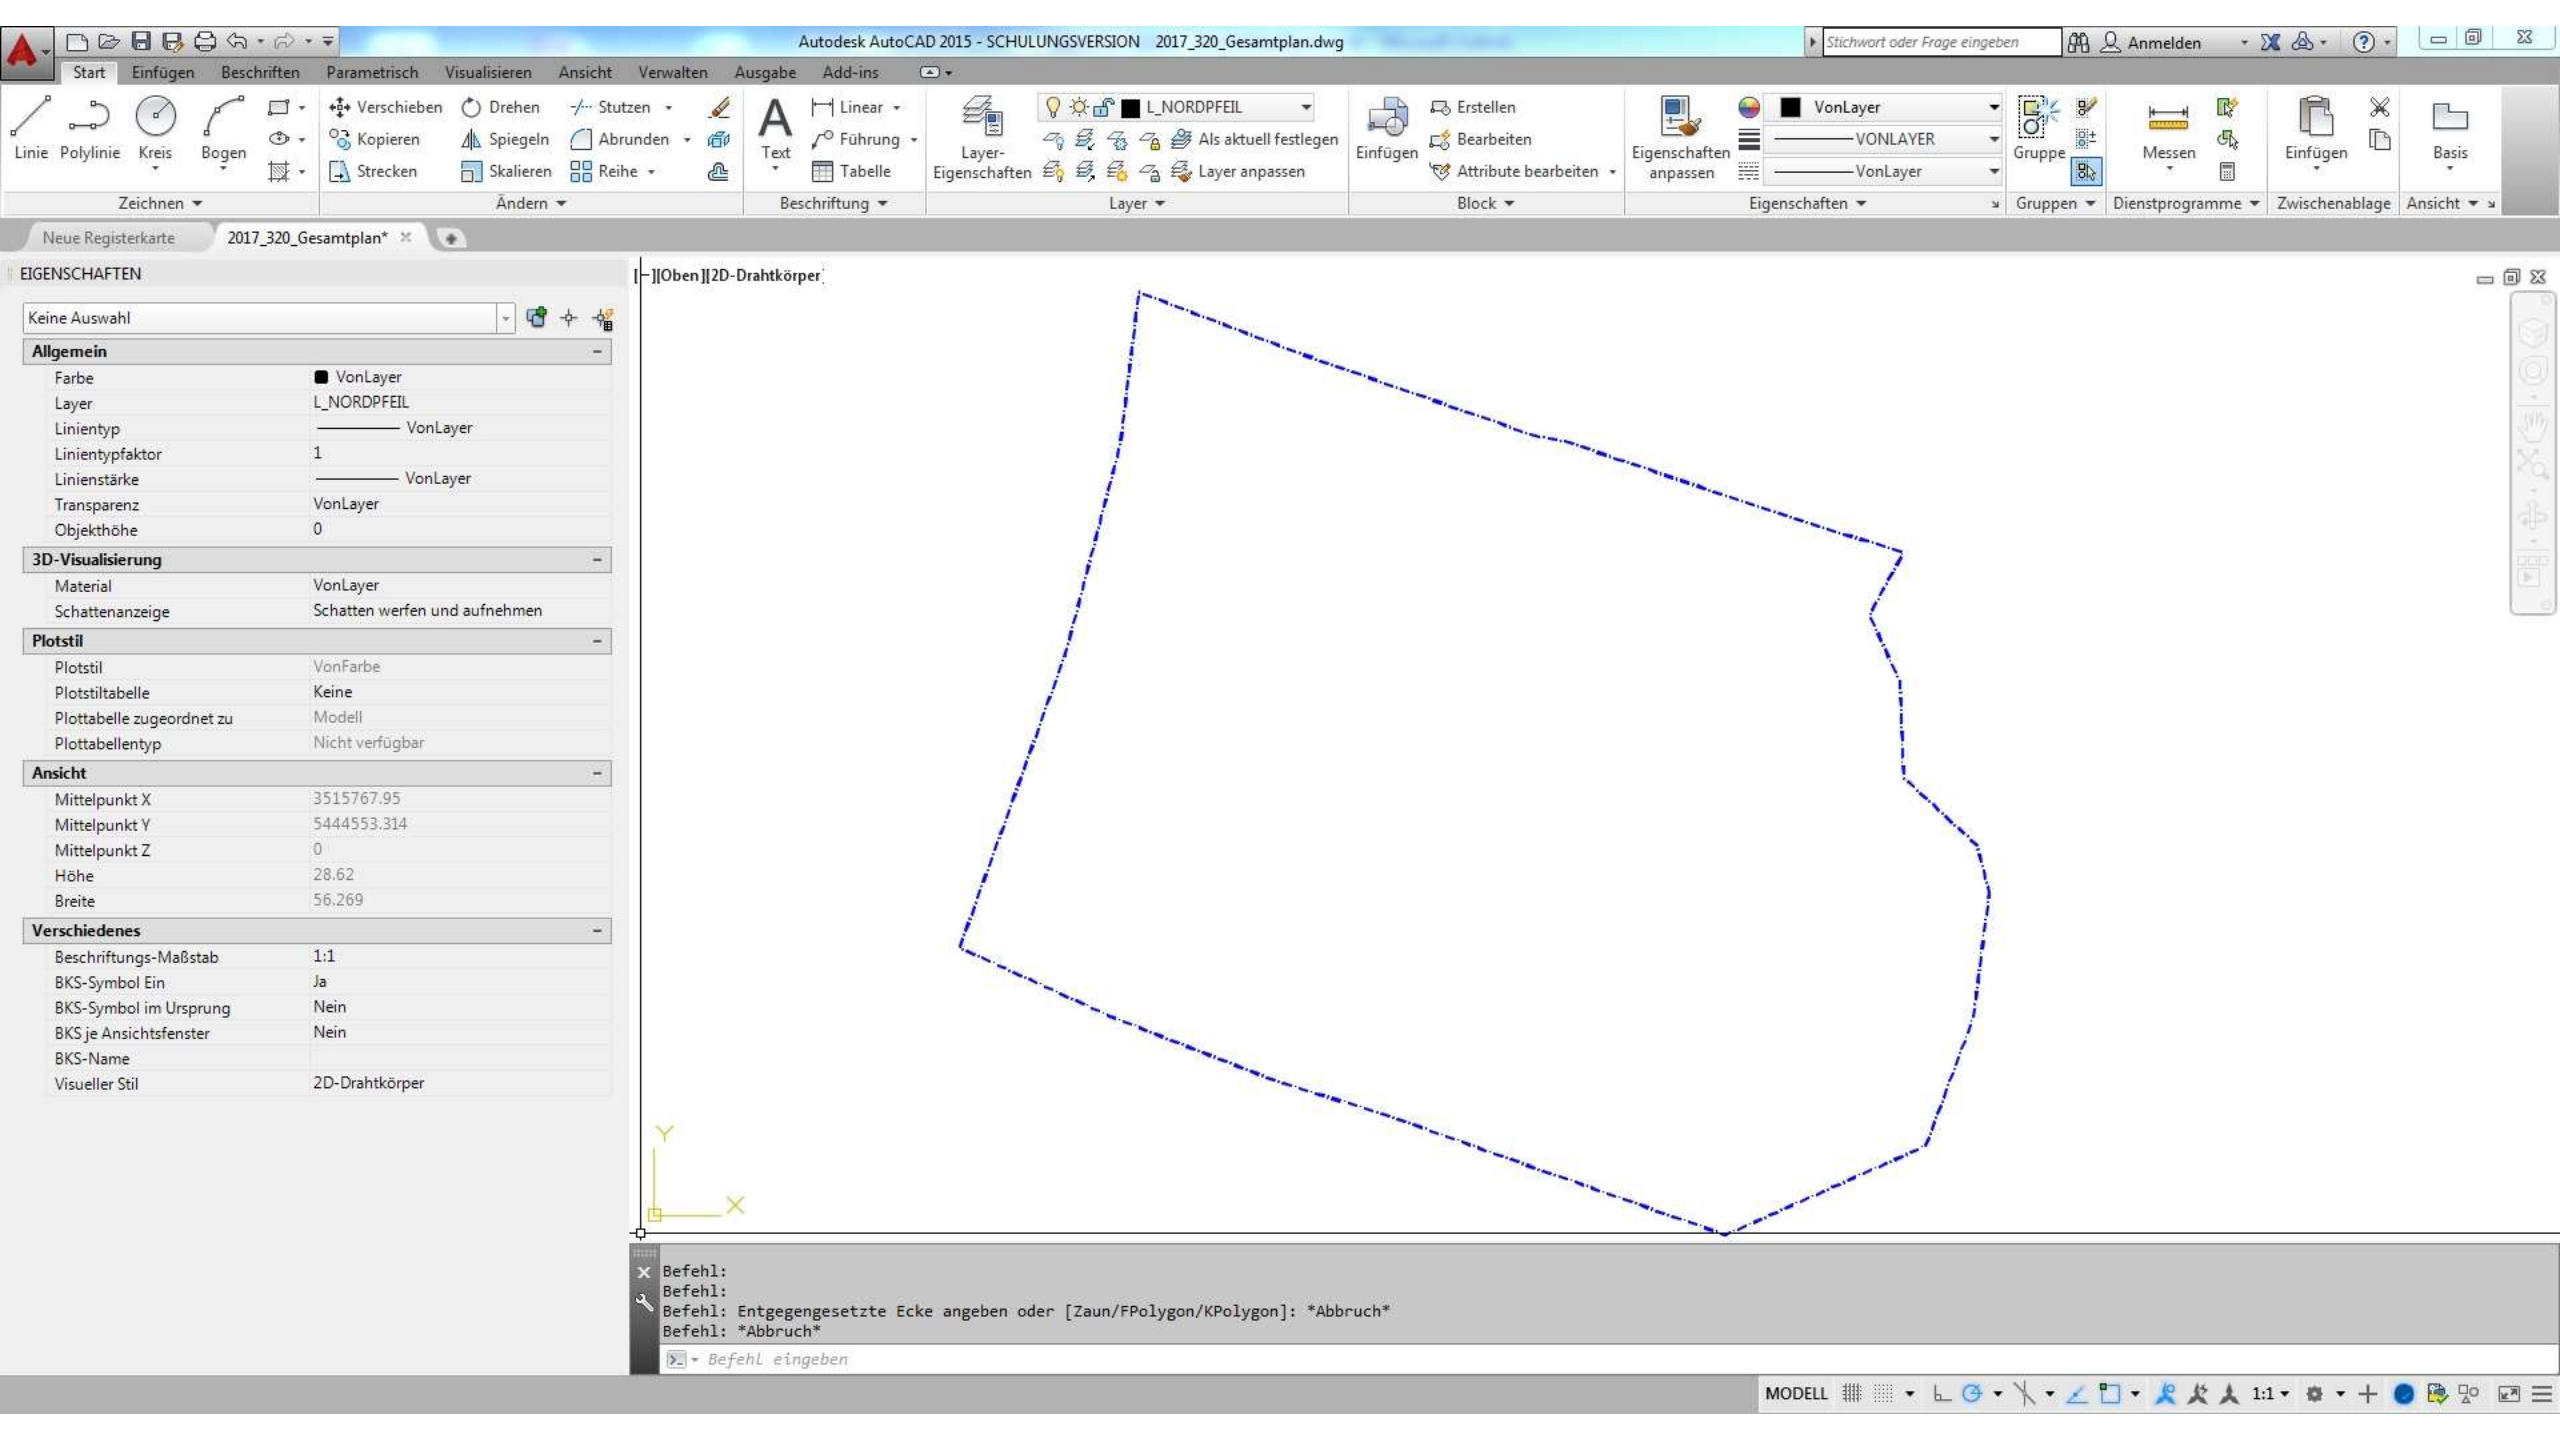 Autodesk AutoCAD 2015 - SCHULUNGSVERSION 2017_320_Gesamtplan.dwg
Stichwort oder Frage eingeben
Anmelden
Start Einfügen Beschriften Parametrisch Visualisieren Ansicht Verwalten Ausgabe Add-ins
Linie Polylinie Kreis Bogen
Verschieben Drehen Stutzen
Kopieren Spiegeln Abrunden
Strecken Skalieren Reihe
Text
Linear
Führung
Tabelle
Layer-
Eigenschaften
L_NORDPFEIL
Als aktuell festlegen
Layer anpassen
Einfügen
Erstellen
Bearbeiten
Attribute bearbeiten
Eigenschaften
anpassen
VonLayer
VONLAYER
VonLayer
Gruppe
Messen
Einfügen
Basis
Zeichnen Ändern Beschriftung Layer Block Eigenschaften Gruppen Dienstprogramme Zwischenablage Ansicht
Neue Registerkarte 2017_320_Gesamtplan*
EIGENSCHAFTEN
Keine Auswahl
Allgemein
Farbe VonLayer
Layer L_NORDPFEIL
Linientyp VonLayer
Linientypfaktor 1
Linienstärke VonLayer
Transparenz VonLayer
Objekthöhe 0
3D-Visualisierung
Material VonLayer
Schattenanzeige Schatten werfen und aufnehmen
Plotstil
Plotstil VonFarbe
Plotstiltabelle Keine
Plottabelle zugeordnet zu Modell
Plottabellentyp Nicht verfügbar
Ansicht
Mittelpunkt X 3515767.95
Mittelpunkt Y 5444553.314
Mittelpunkt Z 0
Höhe 28.62
Breite 56.269
Verschiedenes
Beschriftungs-Maßstab 1:1
BKS-Symbol Ein Ja
BKS-Symbol im Ursprung Nein
BKS je Ansichtsfenster Nein
BKS-Name
Visueller Stil 2D-Drahtkörper
[-][Oben][2D-Drahtkörper]
Y
X
Befehl:
Befehl:
Befehl: Entgegengesetzte Ecke angeben oder [Zaun/FPolygon/KPolygon]: *Abbruch*
Befehl: *Abbruch*
Befehl eingeben
MODELL 1:1